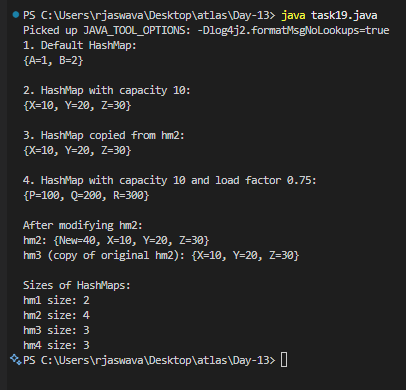 PS C:\Users\rjaswava\Desktop\atlas\Day-13> java task19.java
Picked up JAVA_TOOL_OPTIONS: -Dlog4j2.formatMsgNoLookups=true
1. Default HashMap:
{A=1, B=2}
2. HashMap with capacity 10:
{X=10, Y=20, Z=30}
3. HashMap copied from hm2:
{X=10, Y=20, Z=30}
4. HashMap with capacity 10 and load factor 0.75:
{P=100, Q=200, R=300}
After modifying hm2:
hm2: {New=40, X=10, Y=20, Z=30}
hm3 (copy of original hm2): {X=10, Y=20, Z=30}
Sizes of HashMaps:
hm1 size: 2
hm2 size: 4
hm3 size: 3
hm4 size: 3
PS C:\Users\rjaswava\Desktop\atlas\Day-13>